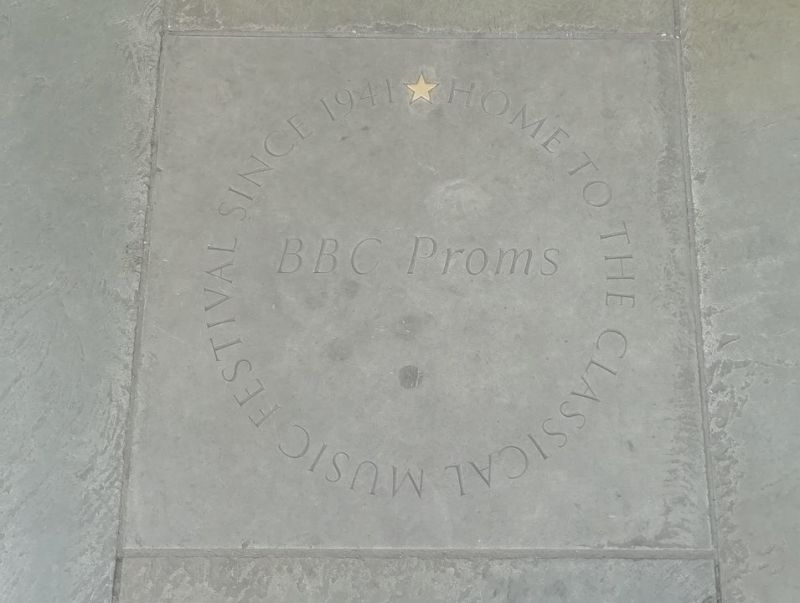 HOME TO THE CLASSICAL MUSIC FESTIVAL SINCE 1941
BBC Proms